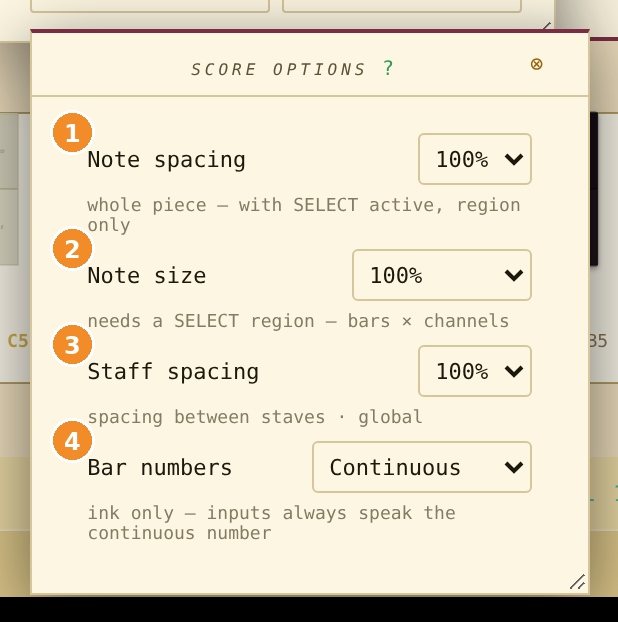 SCORE OPTIONS ? ⊗
1
Note spacing 100%
whole piece — with SELECT active, region
only
2
Note size 100%
needs a SELECT region — bars × channels
3
C5
35
Staff spacing 100%
spacing between staves · global
4
Bar numbers Continuous
ink only — inputs always speak the
continuous number